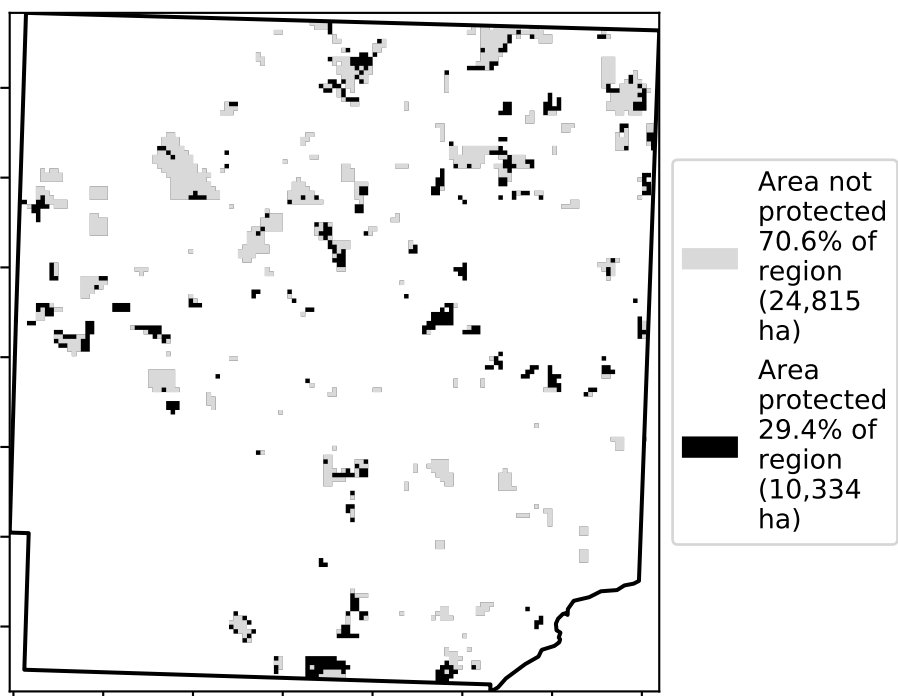 Area not
protected
70.6% of
region
(24,815
ha)
Area
protected
29.4% of
region
(10,334
ha)